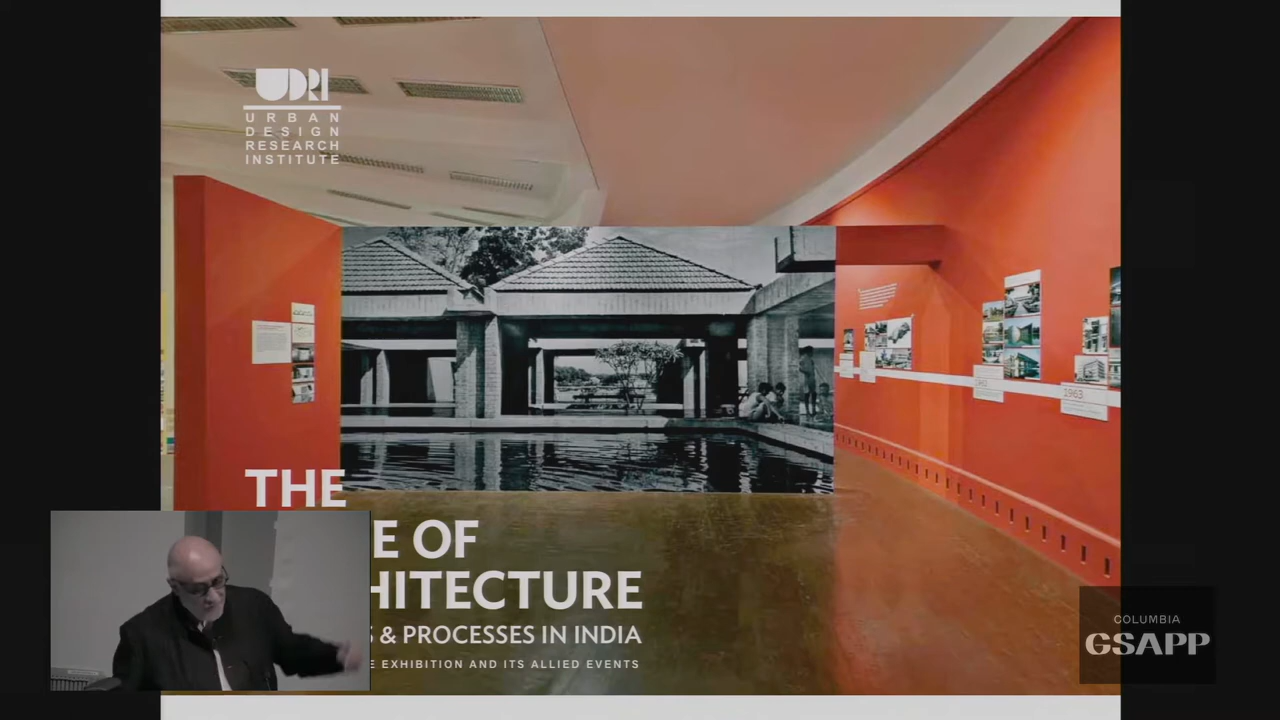 UDRI
URBAN
DESIGN
RESEARCH
INSTITUTE
THE
E OF
HITECTURE
& PROCESSES IN INDIA
E EXHIBITION AND ITS ALLIED EVENTS
1963
COLUMBIA
GSAPP